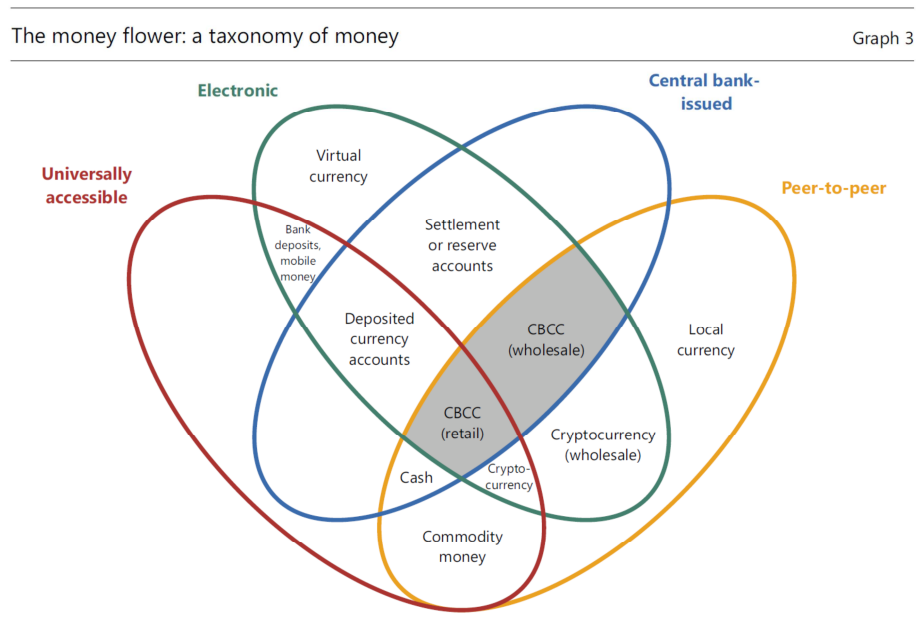 The money flower: a taxonomy of money
Graph 3
Electronic
Central bank-
issued
Universally
accessible
Peer-to-peer
Virtual
currency
Bank
deposits,
mobile
money
Settlement
or reserve
accounts
Deposited
currency
accounts
CBCC
(wholesale)
Local
currency
CBCC
(retail)
Cryptocurrency
(wholesale)
Cash
Crypto-
currency
Commodity
money